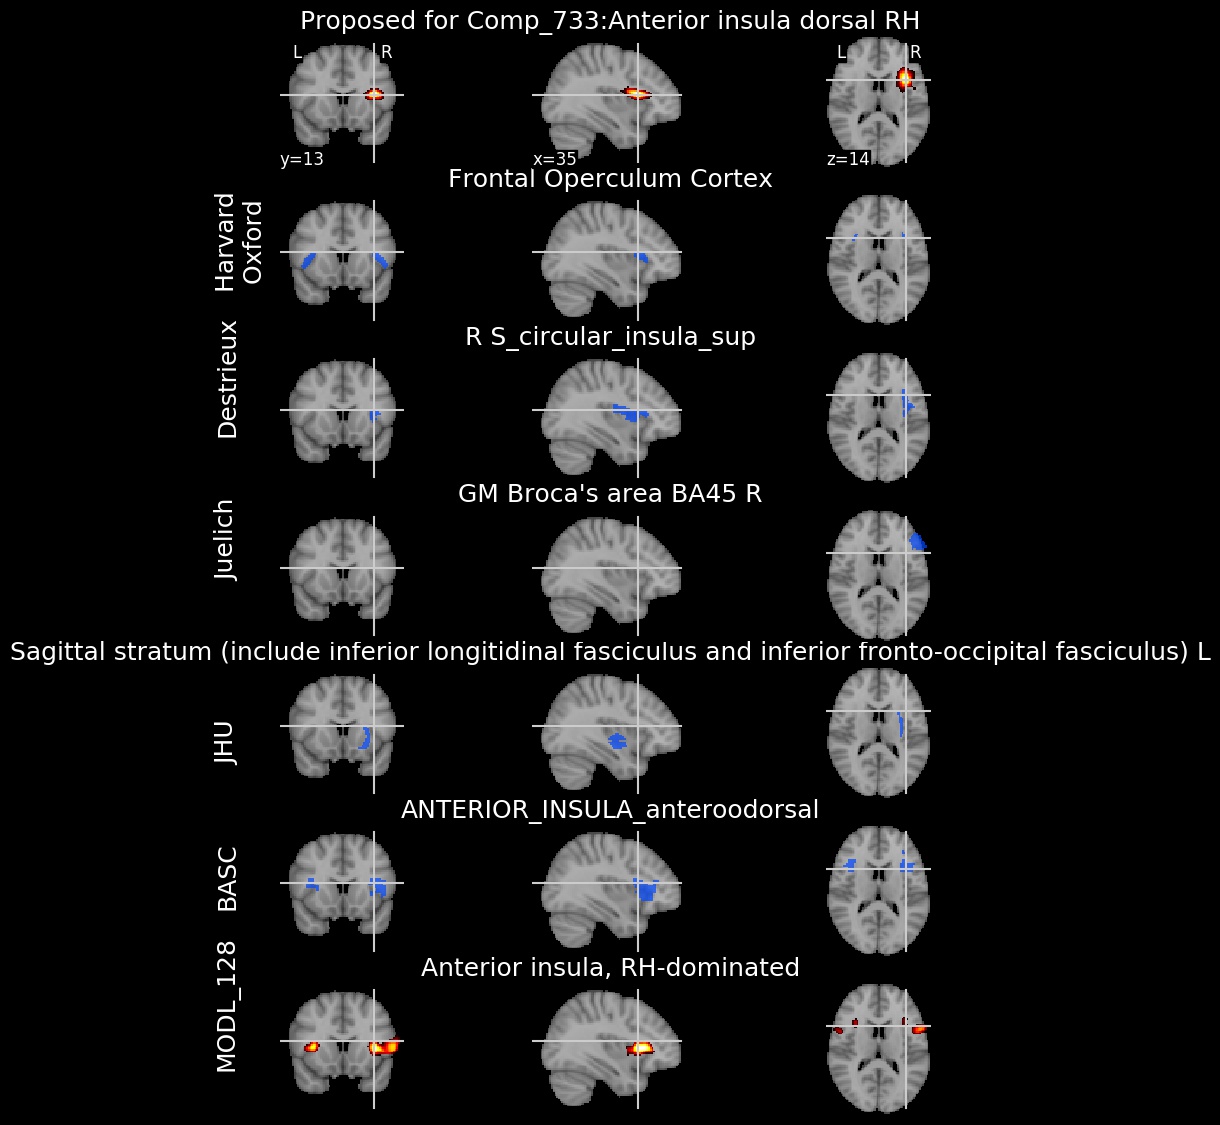 Proposed for Comp_733:Anterior insula dorsal RH
L R L R
y=13 x=35 z=14
Frontal Operculum Cortex
Harvard
Oxford
R S_circular_insula_sup
Destrieux
GM Broca's area BA45 R
Juelich
Sagittal stratum (include inferior longitidinal fasciculus and inferior fronto-occipital fasciculus) L
JHU
ANTERIOR_INSULA_anteroodorsal
BASC
Anterior insula, RH-dominated
MODL_128